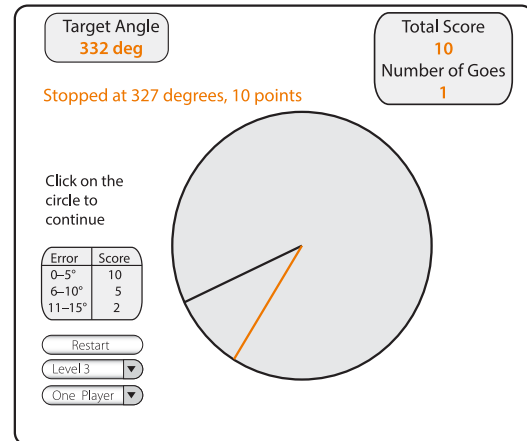 Target Angle
332 deg
Total Score
10
Number of Goes
1
Stopped at 327 degrees, 10 points
Click on the
circle to
continue
Error Score
0–5° 10
6–10° 5
11–15° 2
Restart
Level 3
One Player